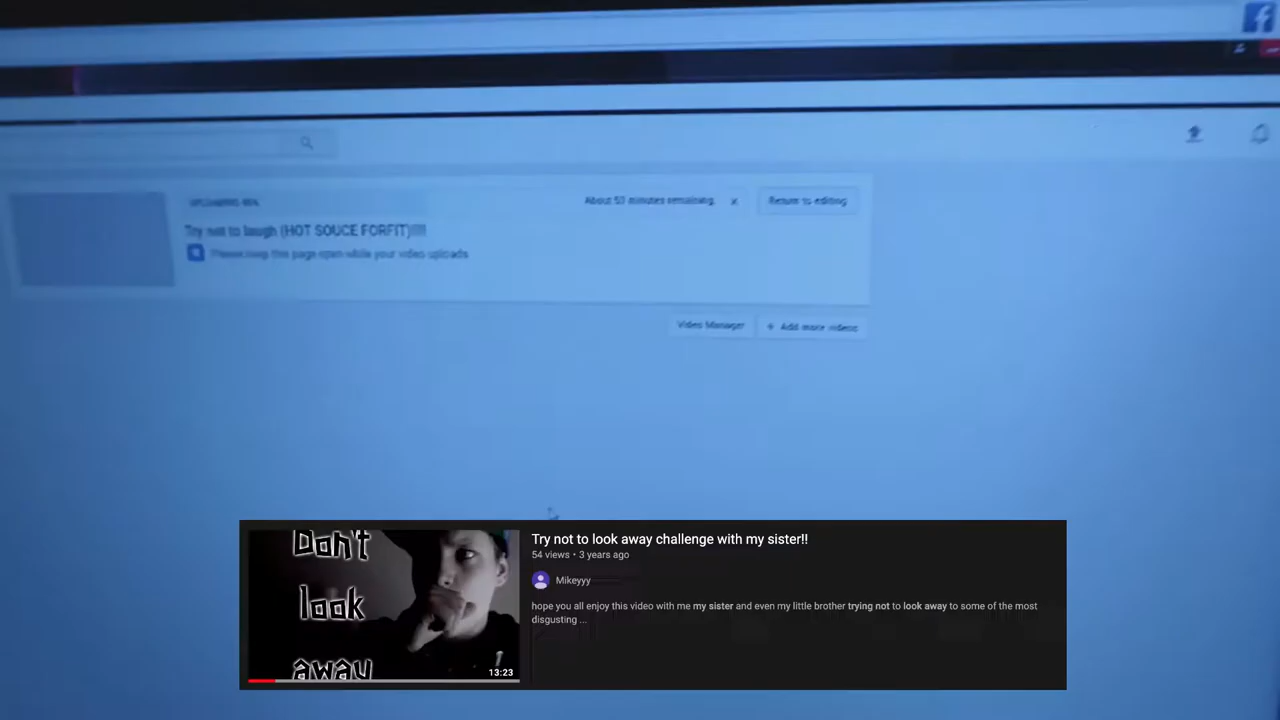 About 53 minutes remaining.
Return to editing
Try not to laugh (HOT SOUCE FORFIT)!!!!
Please keep this page open while your video uploads
Video Manager
+ Add more videos
Don't
look
away
13:23
Try not to look away challenge with my sister!!
54 views • 3 years ago
Mikeyyy
hope you all enjoy this video with me my sister and even my little brother trying not to look away to some of the most
disgusting ...